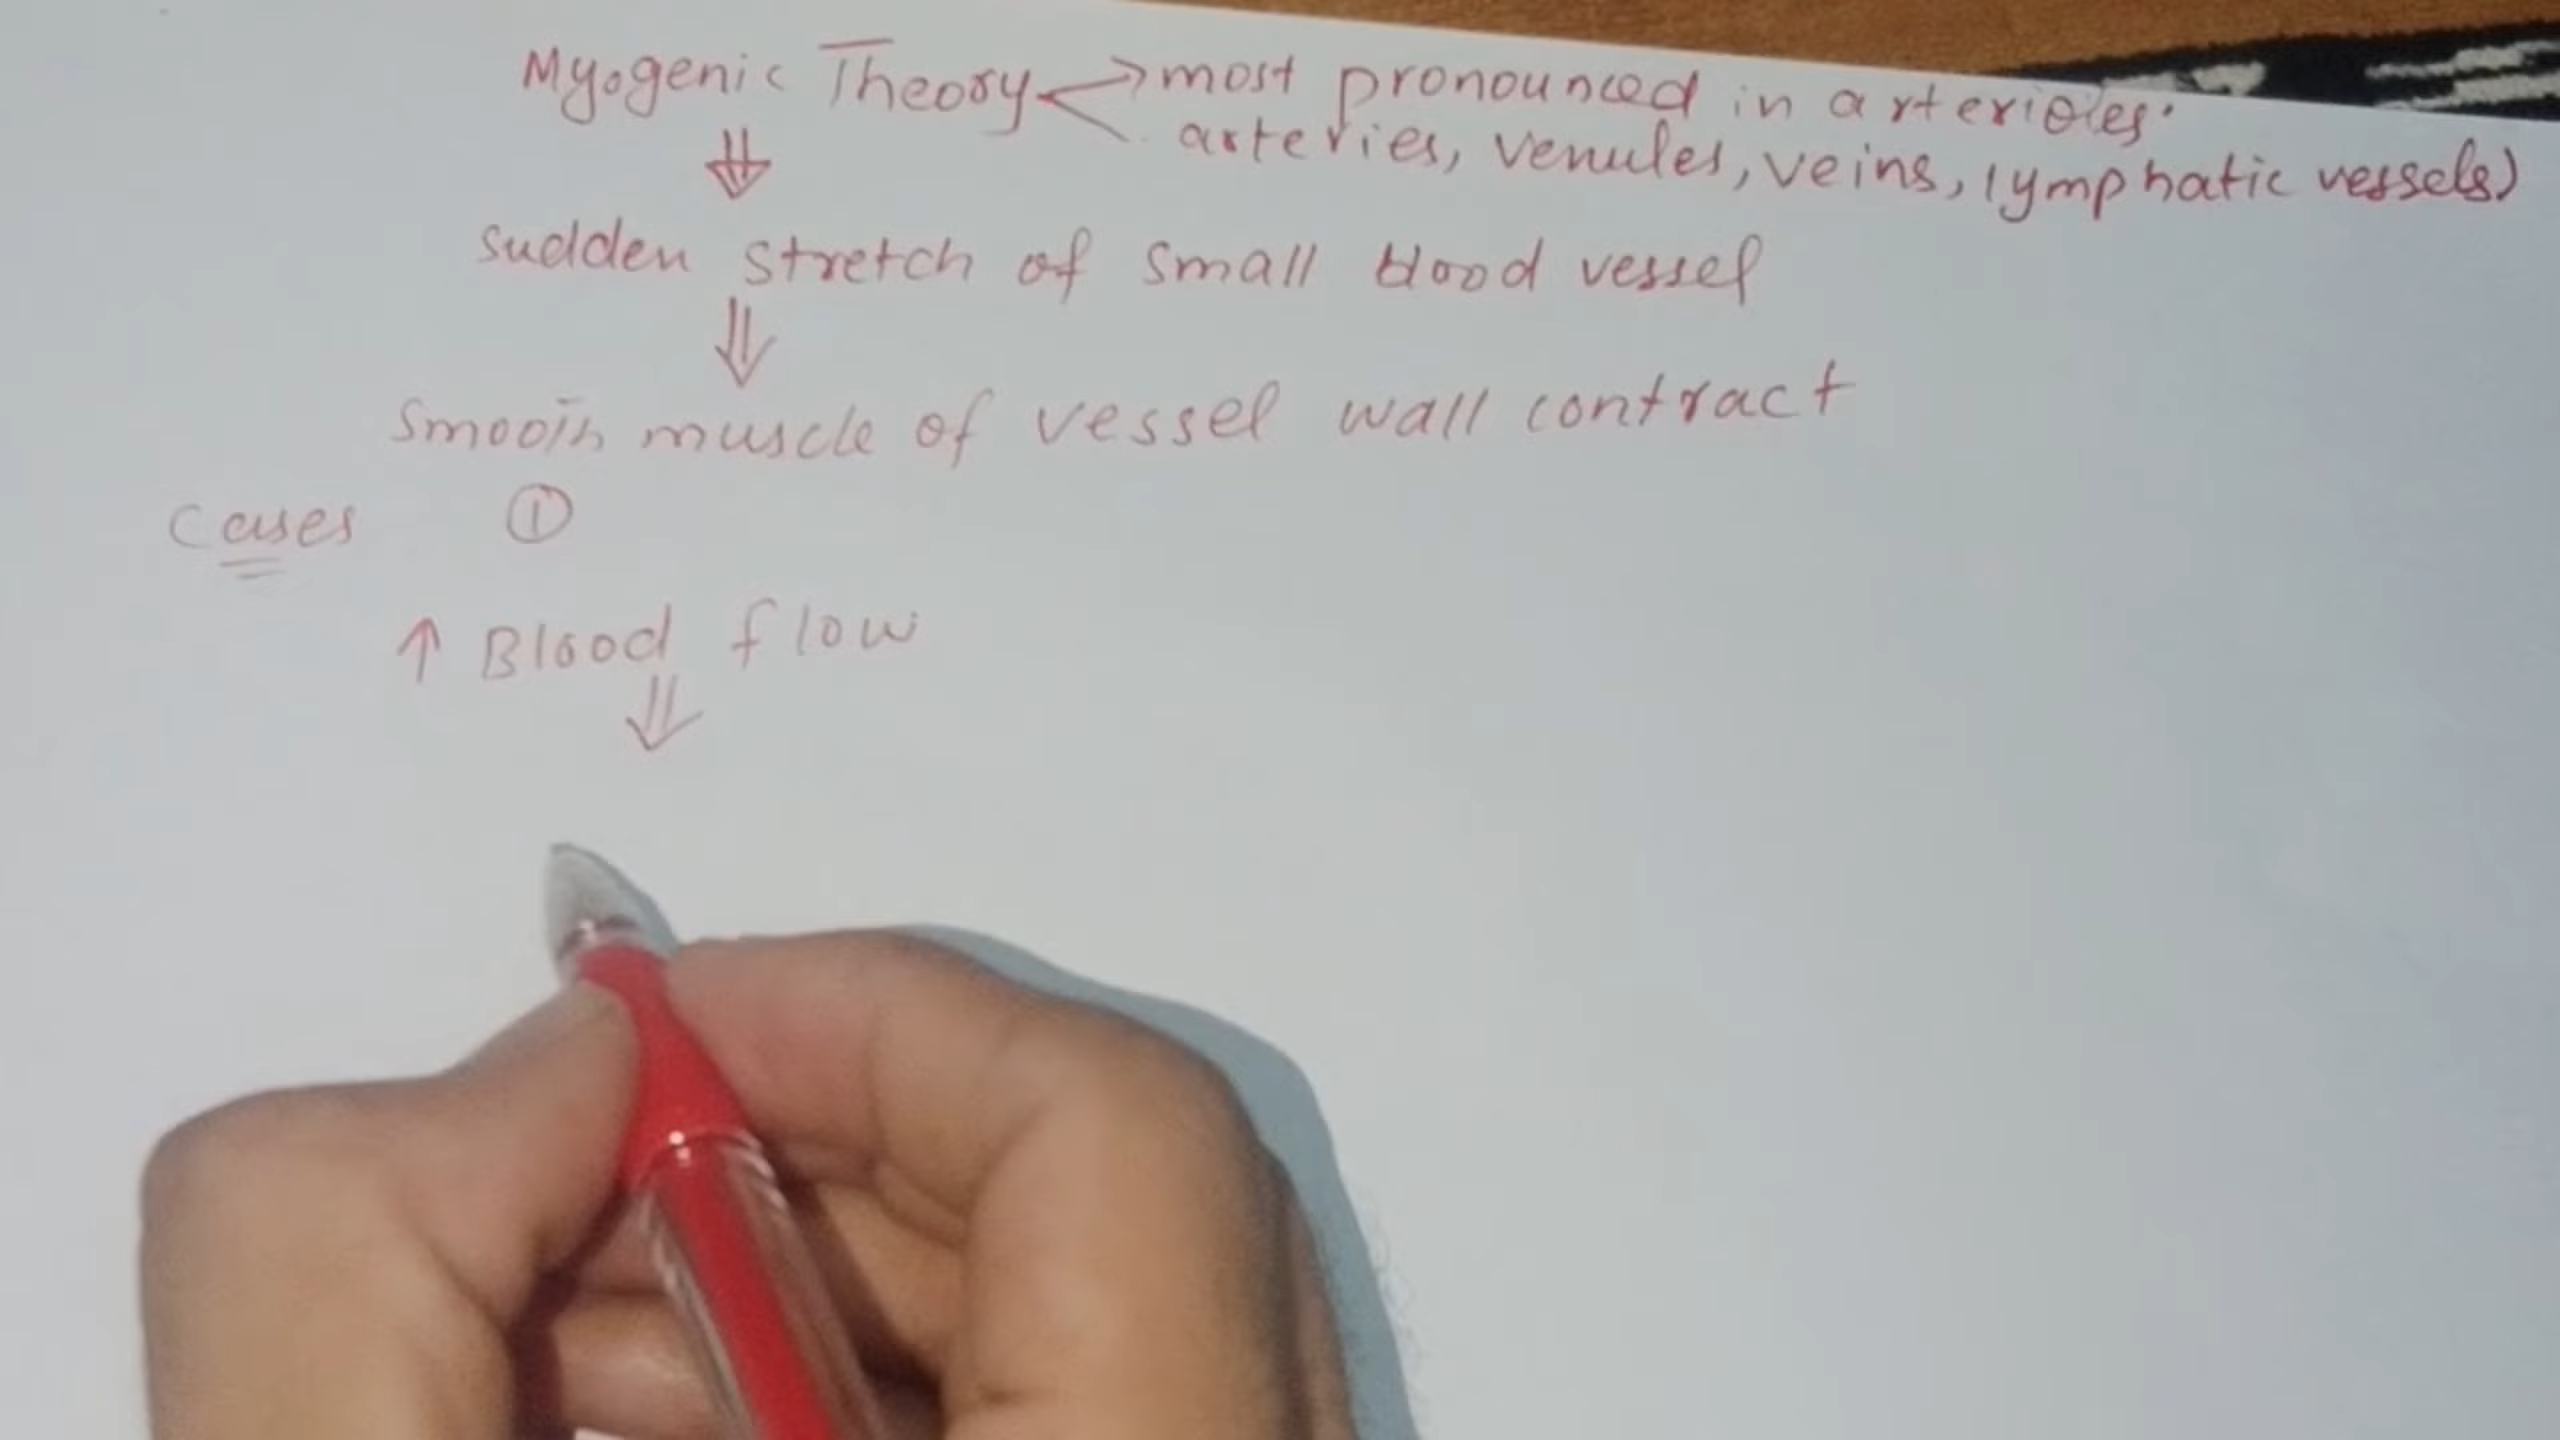 Myogenic Theory < → most pronounced in arterioles.
arteries, venules, veins, lymphatic vessels)
⇓
sudden stretch of small blood vessel
⇓
Smooth muscle of vessel wall contract
Cases ①
↑ Blood flow
⇓